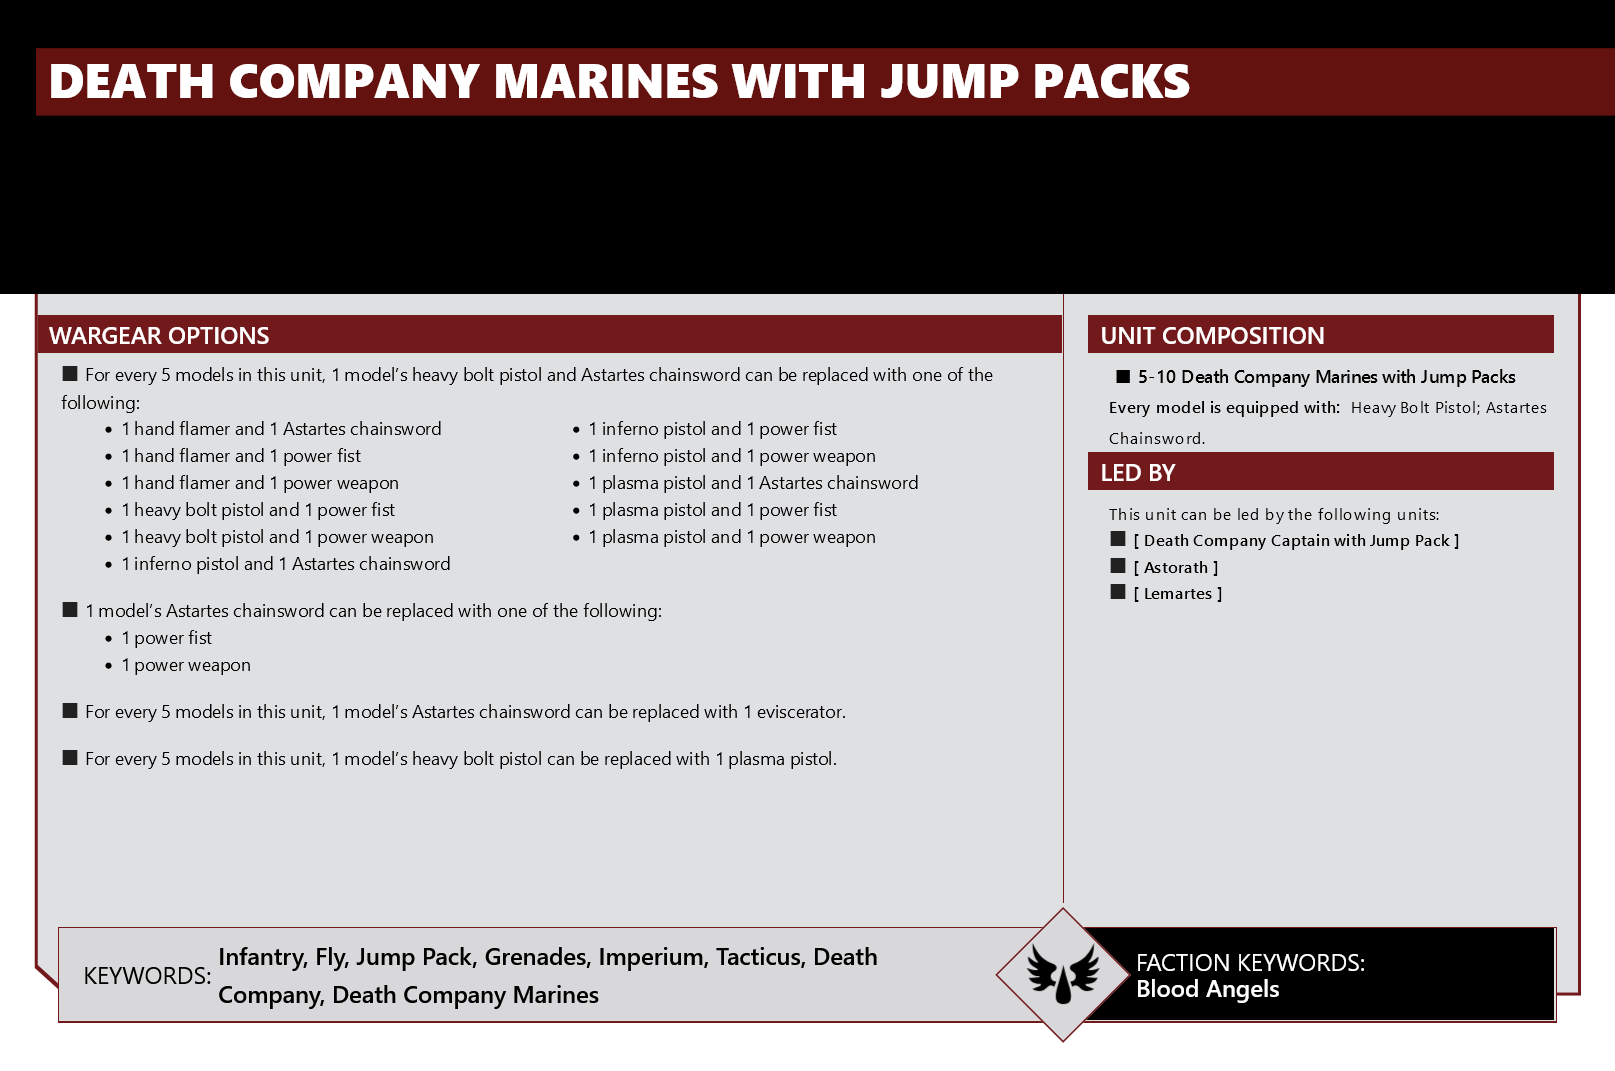 DEATH COMPANY MARINES WITH JUMP PACKS
WARGEAR OPTIONS
■ For every 5 models in this unit, 1 model’s heavy bolt pistol and Astartes chainsword can be replaced with one of the
following:
• 1 hand flamer and 1 Astartes chainsword
• 1 hand flamer and 1 power fist
• 1 hand flamer and 1 power weapon
• 1 heavy bolt pistol and 1 power fist
• 1 heavy bolt pistol and 1 power weapon
• 1 inferno pistol and 1 Astartes chainsword
• 1 inferno pistol and 1 power fist
• 1 inferno pistol and 1 power weapon
• 1 plasma pistol and 1 Astartes chainsword
• 1 plasma pistol and 1 power fist
• 1 plasma pistol and 1 power weapon
■ 1 model’s Astartes chainsword can be replaced with one of the following:
• 1 power fist
• 1 power weapon
■ For every 5 models in this unit, 1 model’s Astartes chainsword can be replaced with 1 eviscerator.
■ For every 5 models in this unit, 1 model’s heavy bolt pistol can be replaced with 1 plasma pistol.
UNIT COMPOSITION
■ 5-10 Death Company Marines with Jump Packs
Every model is equipped with: Heavy Bolt Pistol; Astartes
Chainsword.
LED BY
This unit can be led by the following units:
■ [ Death Company Captain with Jump Pack ]
■ [ Astorath ]
■ [ Lemartes ]
KEYWORDS: Infantry, Fly, Jump Pack, Grenades, Imperium, Tacticus, Death
Company, Death Company Marines
FACTION KEYWORDS:
Blood Angels